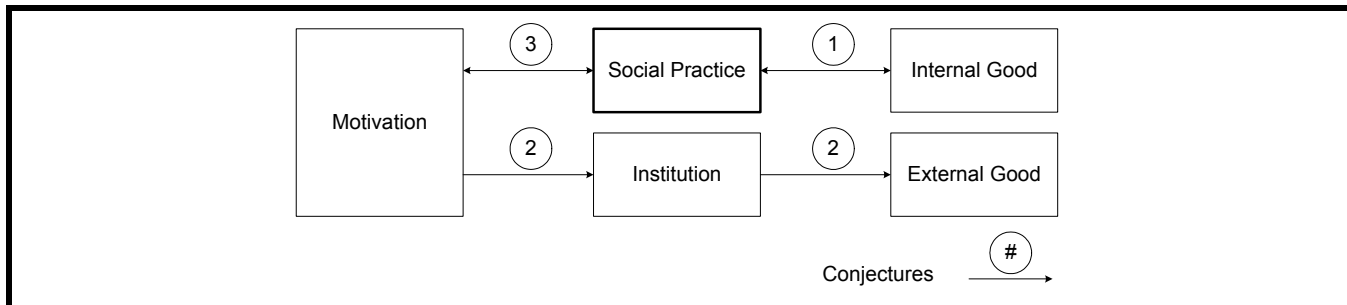 3
1
Social Practice
Internal Good
Motivation
2
2
Institution
External Good
#
Conjectures